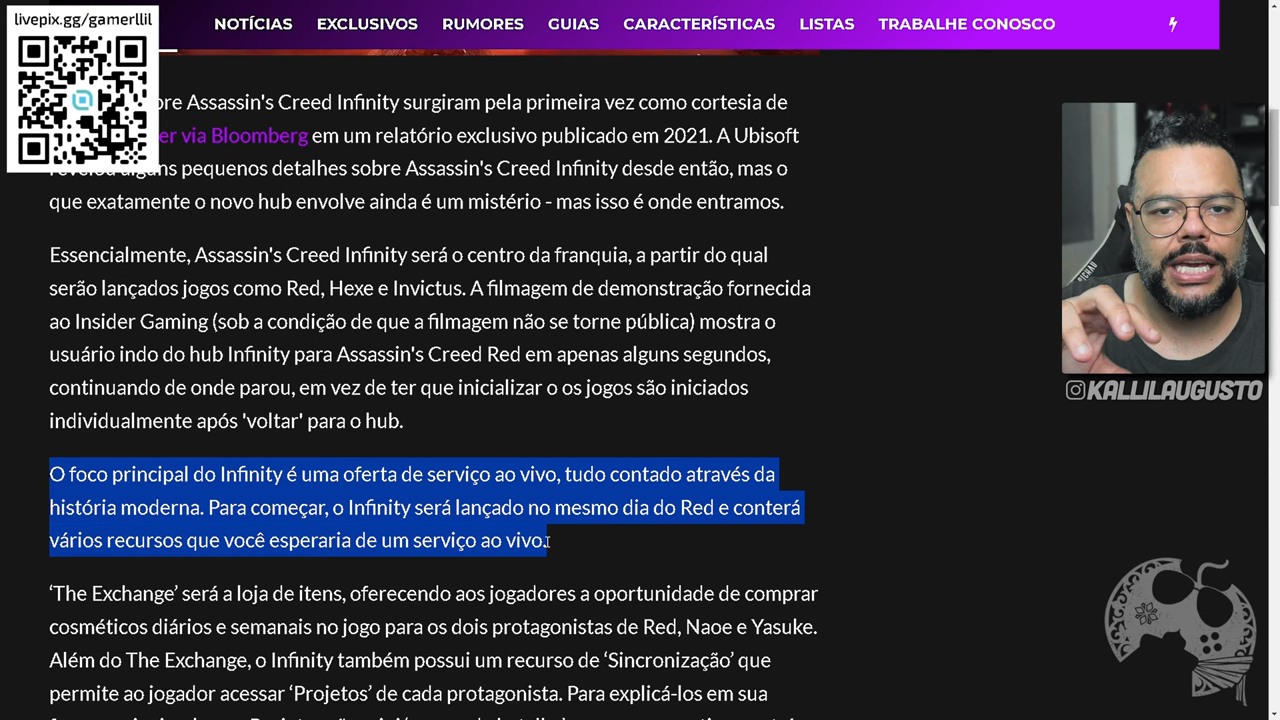 livepix.gg/gamerllil
NOTÍCIAS EXCLUSIVOS RUMORES GUIAS CARACTERÍSTICAS LISTAS TRABALHE CONOSCO
Assassin's Creed Infinity surgiram pela primeira vez como cortesia de
via Bloomberg em um relatório exclusivo publicado em 2021. A Ubisoft
revelou alguns pequenos detalhes sobre Assassin's Creed Infinity desde então, mas o
que exatamente o novo hub envolve ainda é um mistério - mas isso é onde entramos.
Essencialmente, Assassin's Creed Infinity será o centro da franquia, a partir do qual
serão lançados jogos como Red, Hexe e Invictus. A filmagem de demonstração fornecida
ao Insider Gaming (sob a condição de que a filmagem não se torne pública) mostra o
usuário indo do hub Infinity para Assassin's Creed Red em apenas alguns segundos,
continuando de onde parou, em vez de ter que inicializar o os jogos são iniciados
individualmente após 'voltar' para o hub.
O foco principal do Infinity é uma oferta de serviço ao vivo, tudo contado através da
história moderna. Para começar, o Infinity será lançado no mesmo dia do Red e conterá
vários recursos que você esperaria de um serviço ao vivo.
‘The Exchange’ será a loja de itens, oferecendo aos jogadores a oportunidade de comprar
cosméticos diários e semanais no jogo para os dois protagonistas de Red, Naoe e Yasuke.
Além do The Exchange, o Infinity também possui um recurso de ‘Sincronização’ que
permite ao jogador acessar ‘Projetos’ de cada protagonista. Para explicá-los em sua
KALLILAUGUSTO